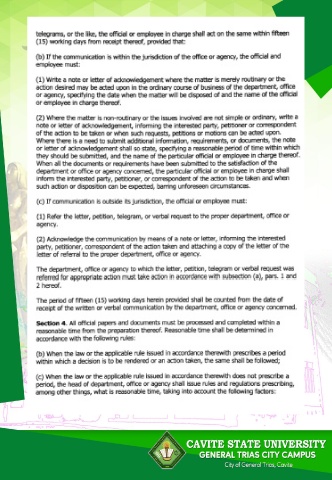 telegrams, or the like, the official or employee in charge shall act on the same within fifteen
(15) working days from receipt thereof, provided that:
(b) If the communication is within the jurisdiction of the office or agency, the official and
employee must:
(1) Write a note or letter of acknowledgement where the matter is merely routinary or the
action desired may be acted upon in the ordinary course of business of the department, office
or agency, specifying the date when the matter will be disposed of and the name of the official
or employee in charge thereof.
(2) Where the matter is non-routinary or the issues involved are not simple or ordinary, write a
note or letter of acknowledgement, informing the interested party, petitioner or correspondent
of the action to be taken or when such requests, petitions or motions can be acted upon.
Where there is a need to submit additional information, requirements, or documents, the note
or letter of acknowledgement shall so state, specifying a reasonable period of time within which
they should be submitted, and the name of the particular official or employee in charge thereof.
When all the documents or requirements have been submitted to the satisfaction of the
department or office or agency concerned, the particular official or employee in charge shall
inform the interested party, petitioner, or correspondent of the action to be taken and when
such action or disposition can be expected, barring unforeseen circumstances.
(c) If communication is outside its jurisdiction, the official or employee must:
(1) Refer the letter, petition, telegram, or verbal request to the proper department, office or
agency.
(2) Acknowledge the communication by means of a note or letter, informing the interested
party, petitioner, correspondent of the action taken and attaching a copy of the letter of the
letter of referral to the proper department, office or agency.
The department, office or agency to which the letter, petition, telegram or verbal request was
referred for appropriate action must take action in accordance with subsection (a), pars. 1 and
2 hereof.
The period of fifteen (15) working days herein provided shall be counted from the date of
receipt of the written or verbal communication by the department, office or agency concerned.
Section 4. All official papers and documents must be processed and completed within a
reasonable time from the preparation thereof. Reasonable time shall be determined in
accordance with the following rules:
(b) When the law or the applicable rule issued in accordance therewith prescribes a period
within which a decision is to be rendered or an action taken, the same shall be followed;
(c) When the law or the applicable rule issued in accordance therewith does not prescribe a
period, the head of department, office or agency shall issue rules and regulations prescribing,
among other things, what is reasonable time, taking into account the following factors:
CAVITE STATE UNIVERSITY
GENERAL TRIAS CITY CAMPUS
City of General Trias, Cavite